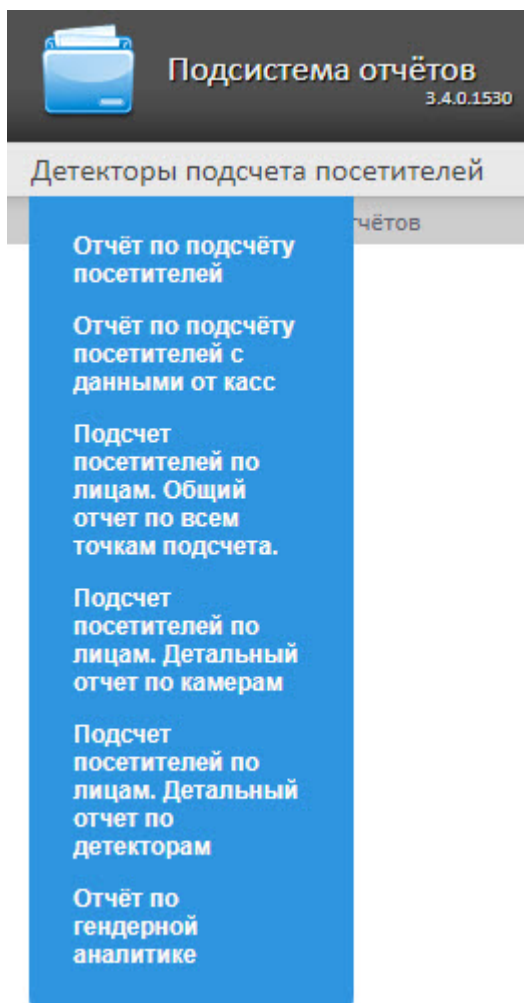 Подсистема отчётов
3.4.0.1530
Детекторы подсчета посетителей
чётов
Отчёт по подсчёту
посетителей
Отчёт по подсчёту
посетителей с
данными от касс
Подсчет
посетителей по
лицам. Общий
отчет по всем
точкам подсчета.
Подсчет
посетителей по
лицам. Детальный
отчет по камерам
Подсчет
посетителей по
лицам. Детальный
отчет по
детекторам
Отчёт по
гендерной
аналитике